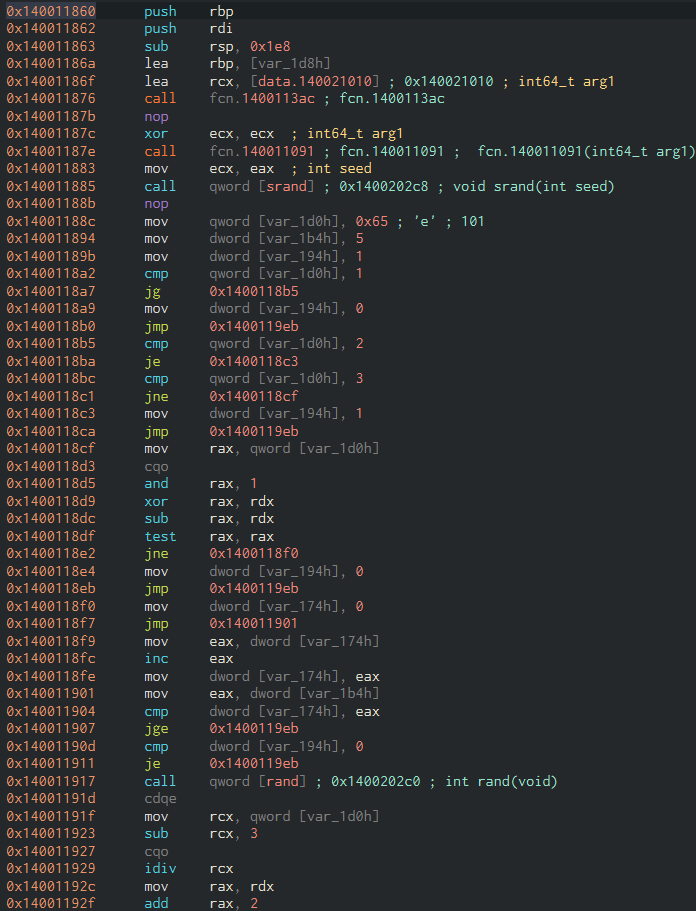 0x140011860 push rbp
0x140011862 push rdi
0x140011863 sub rsp, 0x1e8
0x14001186a lea rbp, [var_1d8h]
0x14001186f lea rcx, [data.140021010] ; 0x140021010 ; int64_t arg1
0x140011876 call fcn.1400113ac ; fcn.1400113ac
0x14001187b nop
0x14001187c xor ecx, ecx ; int64_t arg1
0x14001187e call fcn.140011091 ; fcn.140011091 ; fcn.140011091(int64_t arg1)
0x140011883 mov ecx, eax ; int seed
0x140011885 call qword [srand] ; 0x1400202c8 ; void srand(int seed)
0x14001188b nop
0x14001188c mov qword [var_1d0h], 0x65 ; 'e' ; 101
0x140011894 mov dword [var_1b4h], 5
0x14001189b mov dword [var_194h], 1
0x1400118a2 cmp qword [var_1d0h], 1
0x1400118a7 jg 0x1400118b5
0x1400118a9 mov dword [var_194h], 0
0x1400118b0 jmp 0x1400119eb
0x1400118b5 cmp qword [var_1d0h], 2
0x1400118ba je 0x1400118c3
0x1400118bc cmp qword [var_1d0h], 3
0x1400118c1 jne 0x1400118cf
0x1400118c3 mov dword [var_194h], 1
0x1400118ca jmp 0x1400119eb
0x1400118cf mov rax, qword [var_1d0h]
0x1400118d3 cqo
0x1400118d5 and rax, 1
0x1400118d9 xor rax, rdx
0x1400118dc sub rax, rdx
0x1400118df test rax, rax
0x1400118e2 jne 0x1400118f0
0x1400118e4 mov dword [var_194h], 0
0x1400118eb jmp 0x1400119eb
0x1400118f0 mov dword [var_174h], 0
0x1400118f7 jmp 0x140011901
0x1400118f9 mov eax, dword [var_174h]
0x1400118fc inc eax
0x1400118fe mov dword [var_174h], eax
0x140011901 mov eax, dword [var_1b4h]
0x140011904 cmp dword [var_174h], eax
0x140011907 jge 0x1400119eb
0x14001190d cmp dword [var_194h], 0
0x140011911 je 0x1400119eb
0x140011917 call qword [rand] ; 0x1400202c0 ; int rand(void)
0x14001191d cdqe
0x14001191f mov rcx, qword [var_1d0h]
0x140011923 sub rcx, 3
0x140011927 cqo
0x140011929 idiv rcx
0x14001192c mov rax, rdx
0x14001192f add rax, 2